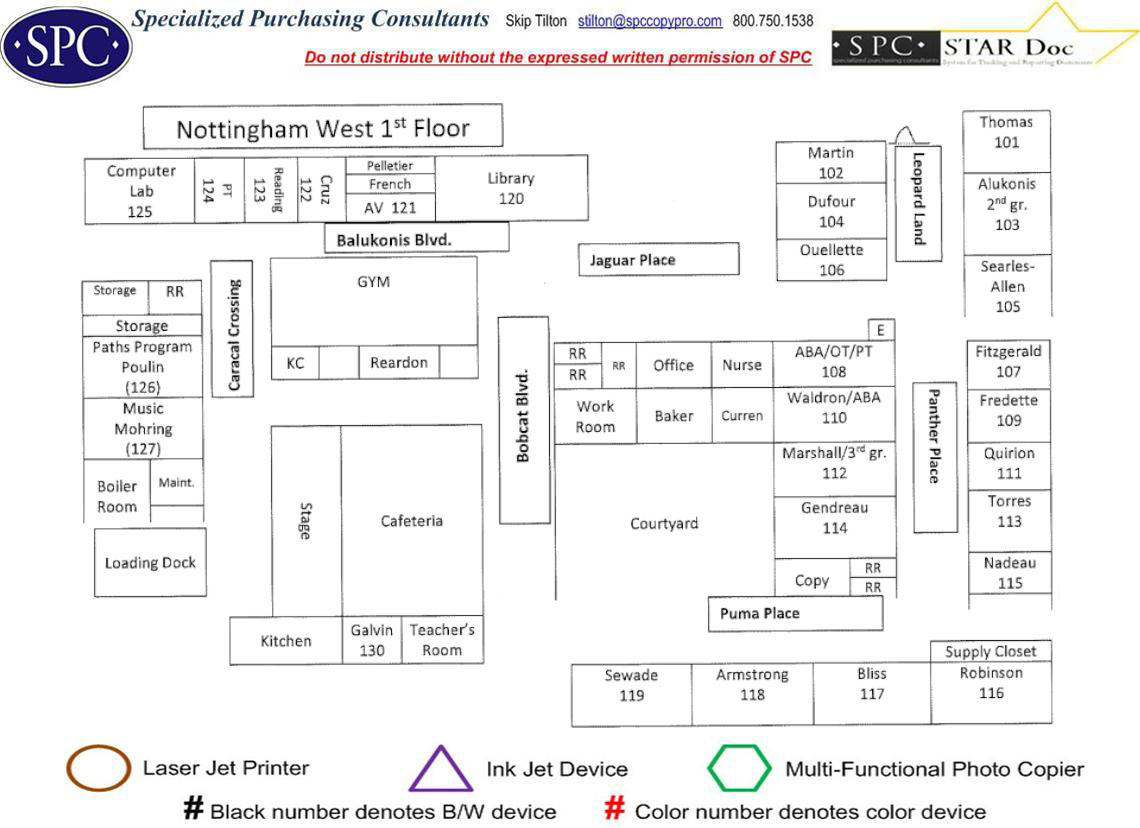 SPC
Specialized Purchasing Consultants Skip Tilton stilton@spccopypro.com 800.750.1538
Do not distribute without the expressed written permission of SPC
SPC
specialized purchasing consultants
STAR Doc
System for Tracking and Reporting Documents
Nottingham West 1st Floor
Computer
Lab
125
PT
124
Reading
123
Cruz
122
Pelletier
French
AV 121
Library
120
Balukonis Blvd.
Jaguar Place
Martin
102
Dufour
104
Ouellette
106
Leopard Land
Thomas
101
Alukonis
2nd gr.
103
Searles-
Allen
105
Storage
RR
Storage
Paths Program
Poulin
(126)
Music
Mohring
(127)
Boiler
Room
Maint.
Loading Dock
Caracal Crossing
GYM
KC
Reardon
Stage
Cafeteria
Kitchen
Galvin
130
Teacher's
Room
Bobcat Blvd.
RR
RR
RR
Office
Nurse
Work
Room
Baker
Curren
Courtyard
E
ABA/OT/PT
108
Waldron/ABA
110
Marshall/3rd gr.
112
Gendreau
114
Copy
RR
RR
Panther Place
Fitzgerald
107
Fredette
109
Quirion
111
Torres
113
Nadeau
115
Puma Place
Supply Closet
Sewade
119
Armstrong
118
Bliss
117
Robinson
116
Laser Jet Printer
Ink Jet Device
Multi-Functional Photo Copier
# Black number denotes B/W device
# Color number denotes color device